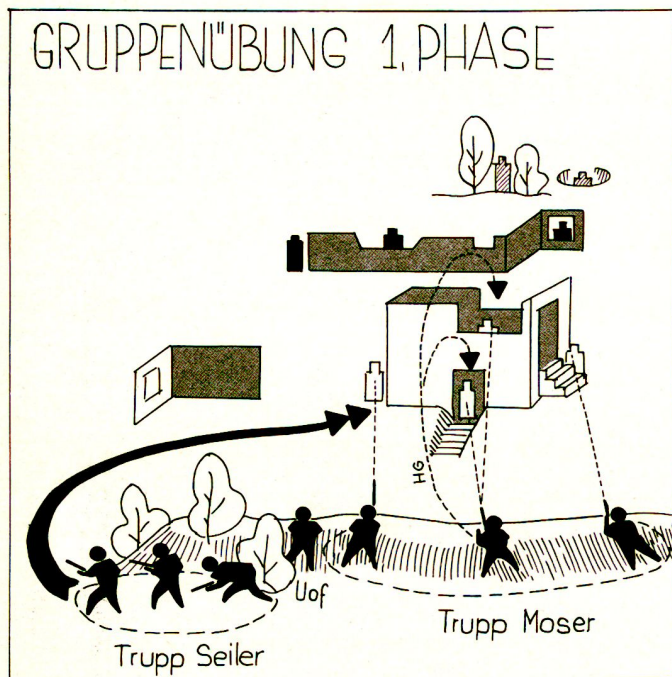 GRUPPENÜBUNG 1. PHASE
HG
Uof
Trupp Moser
Trupp Seiler